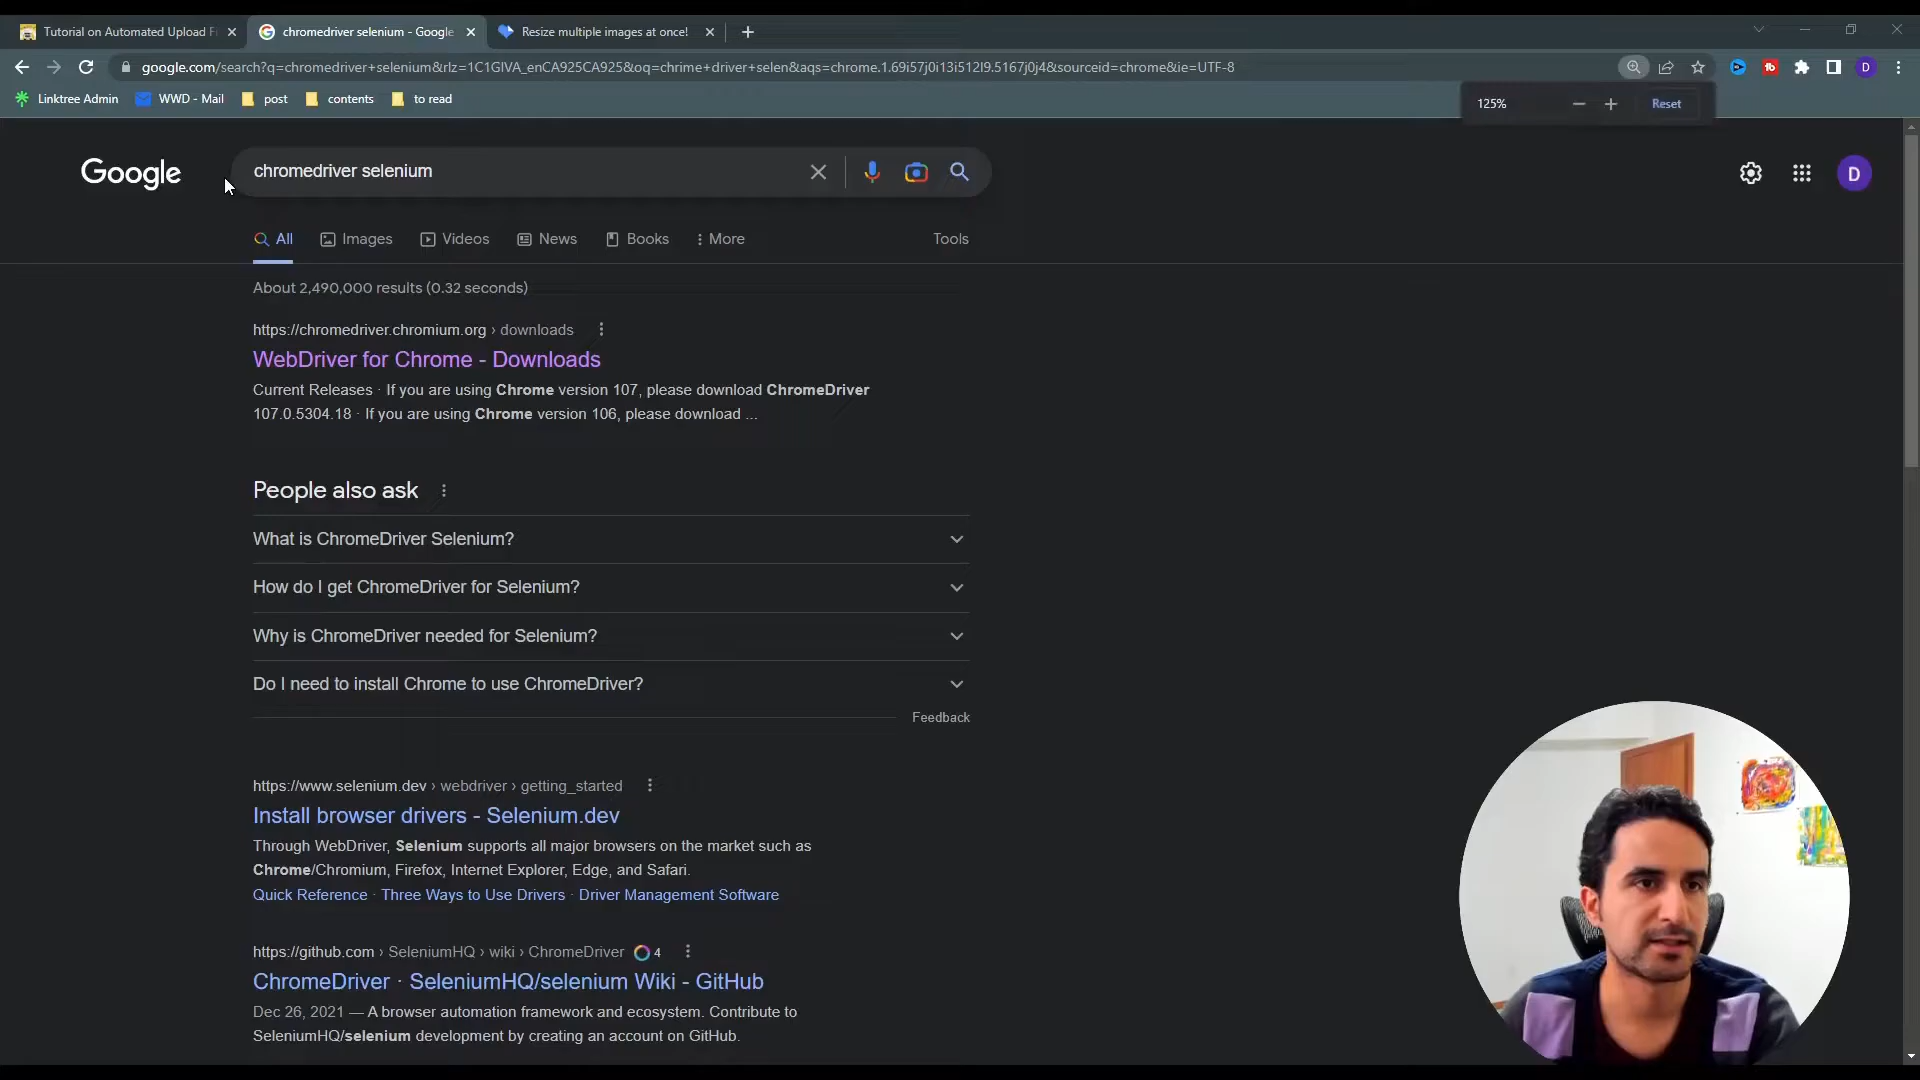 Tutorial on Automated Upload Fi
chromedriver selenium - Google
Resize multiple images at once!
google.com/search?q=chromedriver+selenium&rlz=1C1GIVA_enCA925CA925&oq=chrime+driver+selen&aqs=chrome.1.69i57j0i13i512l9.5167j0j4&sourceid=chrome&ie=UTF-8
D
Linktree Admin
WWD - Mail
post
contents
to read
125%
Reset
Google
chromedriver selenium
D
All
Images
Videos
News
Books
More
Tools
About 2,490,000 results (0.32 seconds)
https://chromedriver.chromium.org › downloads
WebDriver for Chrome - Downloads
Current Releases · If you are using Chrome version 107, please download ChromeDriver
107.0.5304.18 · If you are using Chrome version 106, please download ...
People also ask
What is ChromeDriver Selenium?
How do I get ChromeDriver for Selenium?
Why is ChromeDriver needed for Selenium?
Do I need to install Chrome to use ChromeDriver?
Feedback
https://www.selenium.dev › webdriver › getting_started
Install browser drivers - Selenium.dev
Through WebDriver, Selenium supports all major browsers on the market such as
Chrome/Chromium, Firefox, Internet Explorer, Edge, and Safari.
Quick Reference · Three Ways to Use Drivers · Driver Management Software
https://github.com › SeleniumHQ › wiki › ChromeDriver 4
ChromeDriver · SeleniumHQ/selenium Wiki - GitHub
Dec 26, 2021 — A browser automation framework and ecosystem. Contribute to
SeleniumHQ/selenium development by creating an account on GitHub.